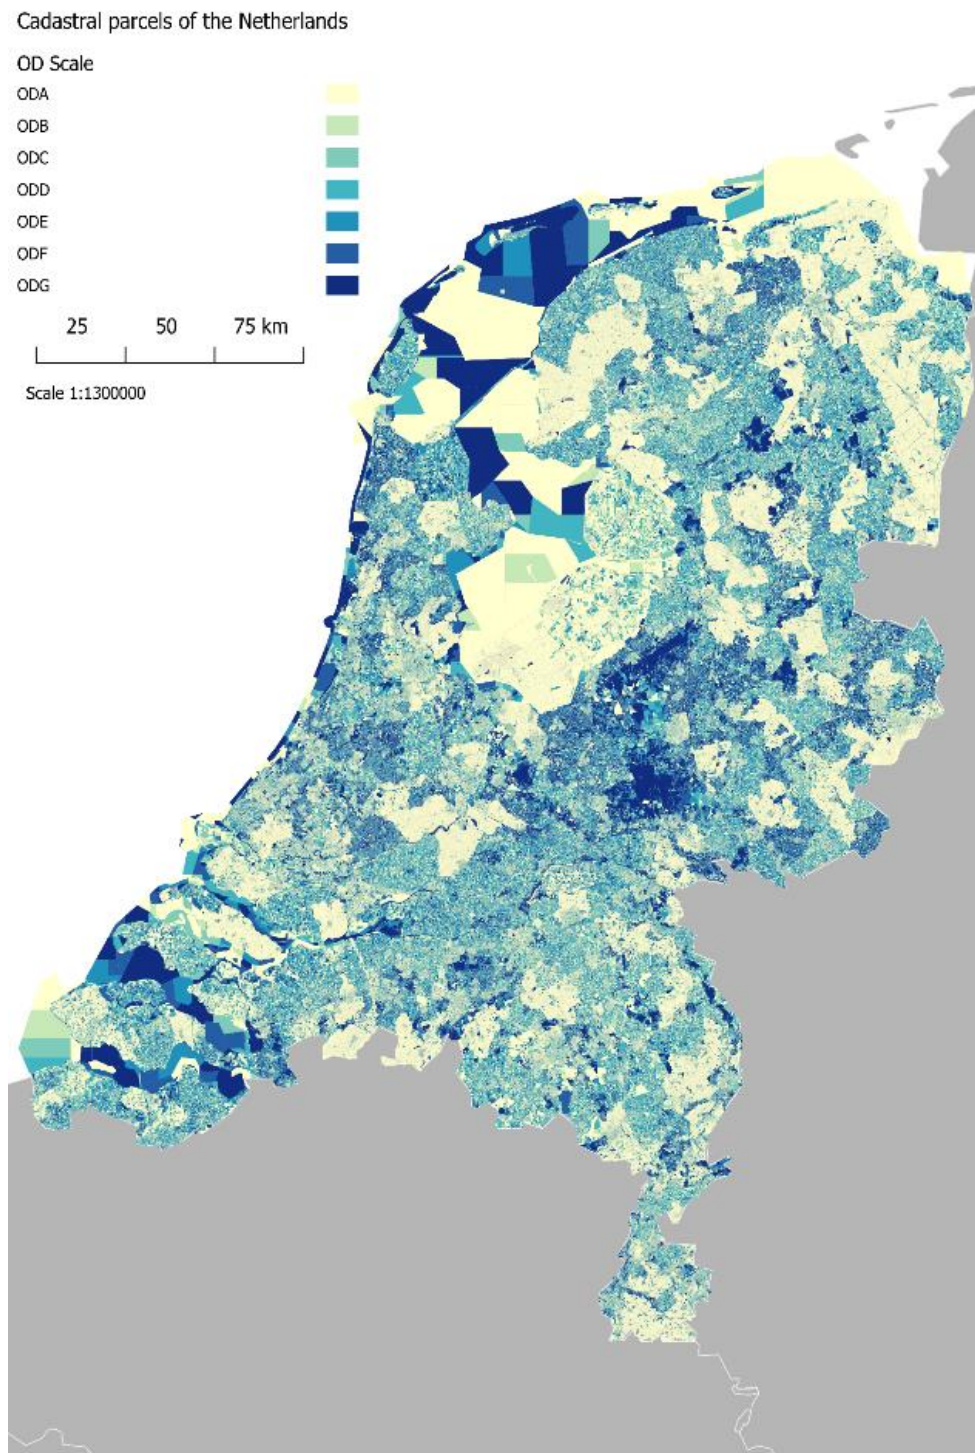 Cadastral parcels of the Netherlands
OD Scale
ODA
ODB
ODC
ODD
ODE
ODF
ODG
25 50 75 km
Scale 1:1300000